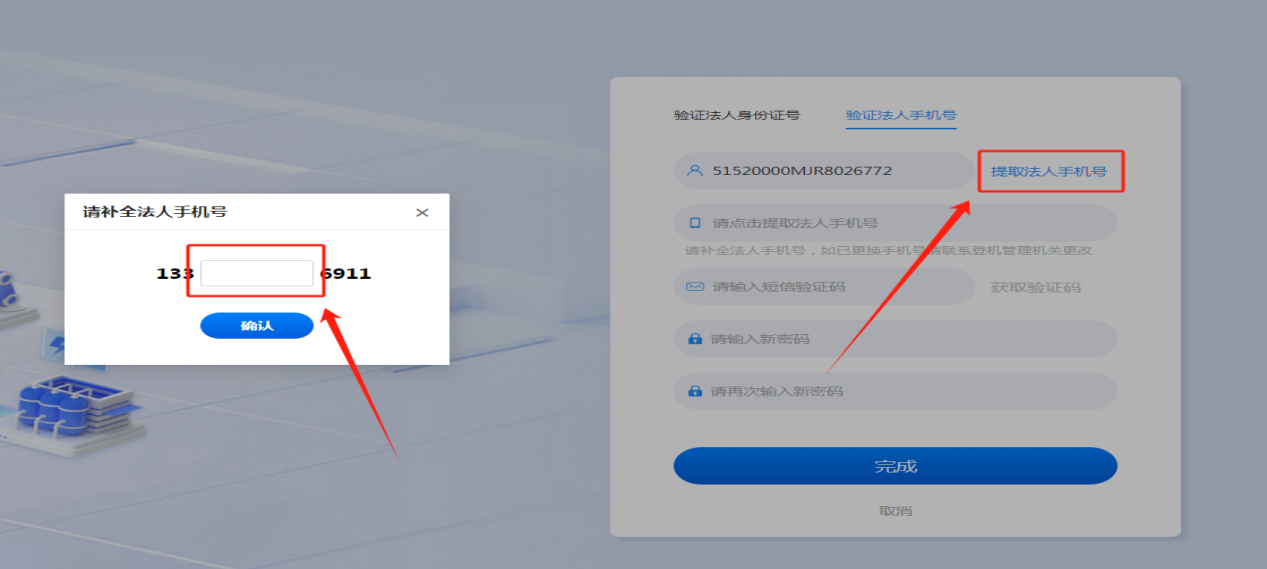 验证法人身份证号 验证法人手机号
51520000MJR8026772 提取法人手机号
请点击提取法人手机号
请补全法人手机号，如已更换手机号请联系登机管理机关更改
请输入短信验证码 获取验证码
请输入新密码
请再次输入新密码
完成
取消
请补全法人手机号 ×
133 6911
确认